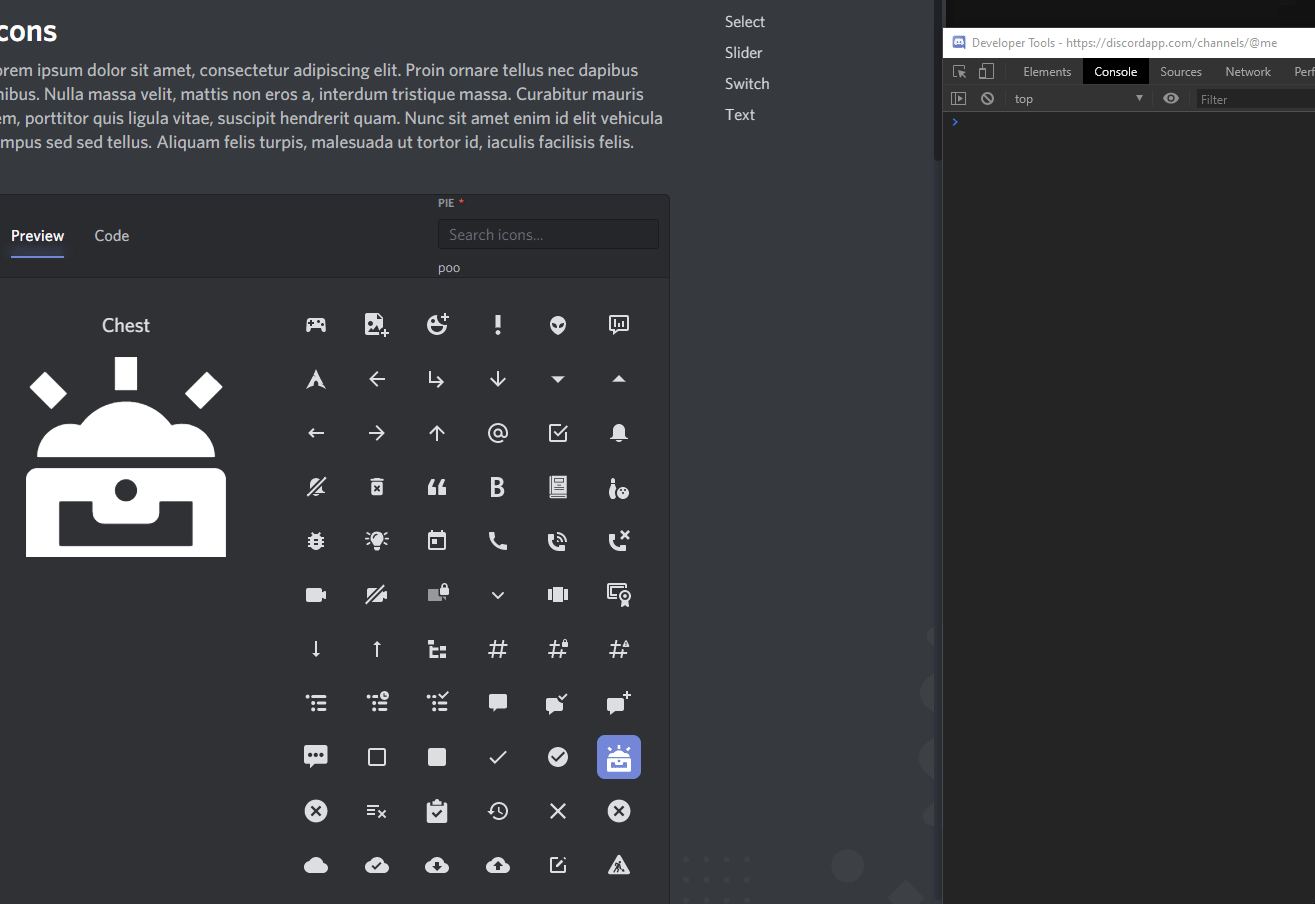 cons
orem ipsum dolor sit amet, consectetur adipiscing elit. Proin ornare tellus nec dapibus
nibus. Nulla massa velit, mattis non eros a, interdum tristique massa. Curabitur mauris
em, porttitor quis ligula vitae, suscipit hendrerit quam. Nunc sit amet enim id elit vehicula
mpus sed sed tellus. Aliquam felis turpis, malesuada ut tortor id, iaculis facilisis felis.
PIE *
Preview Code
Search icons...
poo
Chest
B
Select
Slider
Switch
Text
Developer Tools - https://discordapp.com/channels/@me
Elements Console Sources Network Perf
top Filter